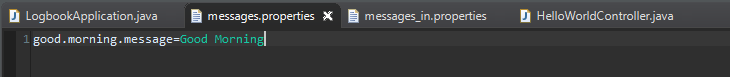 LogbookApplication.java messages.properties messages_in.properties HelloWorldController.java
1 good.morning.message=Good Morning